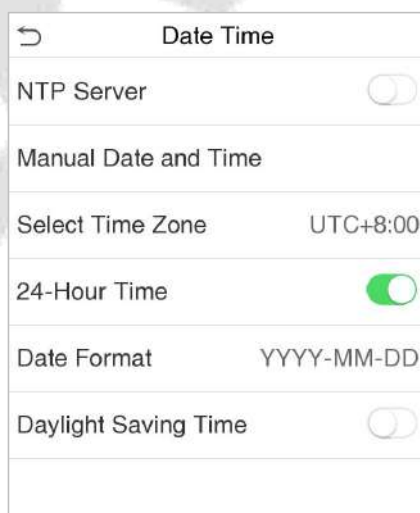 Date Time
NTP Server
Manual Date and Time
Select Time Zone UTC+8:00
24-Hour Time
Date Format YYYY-MM-DD
Daylight Saving Time